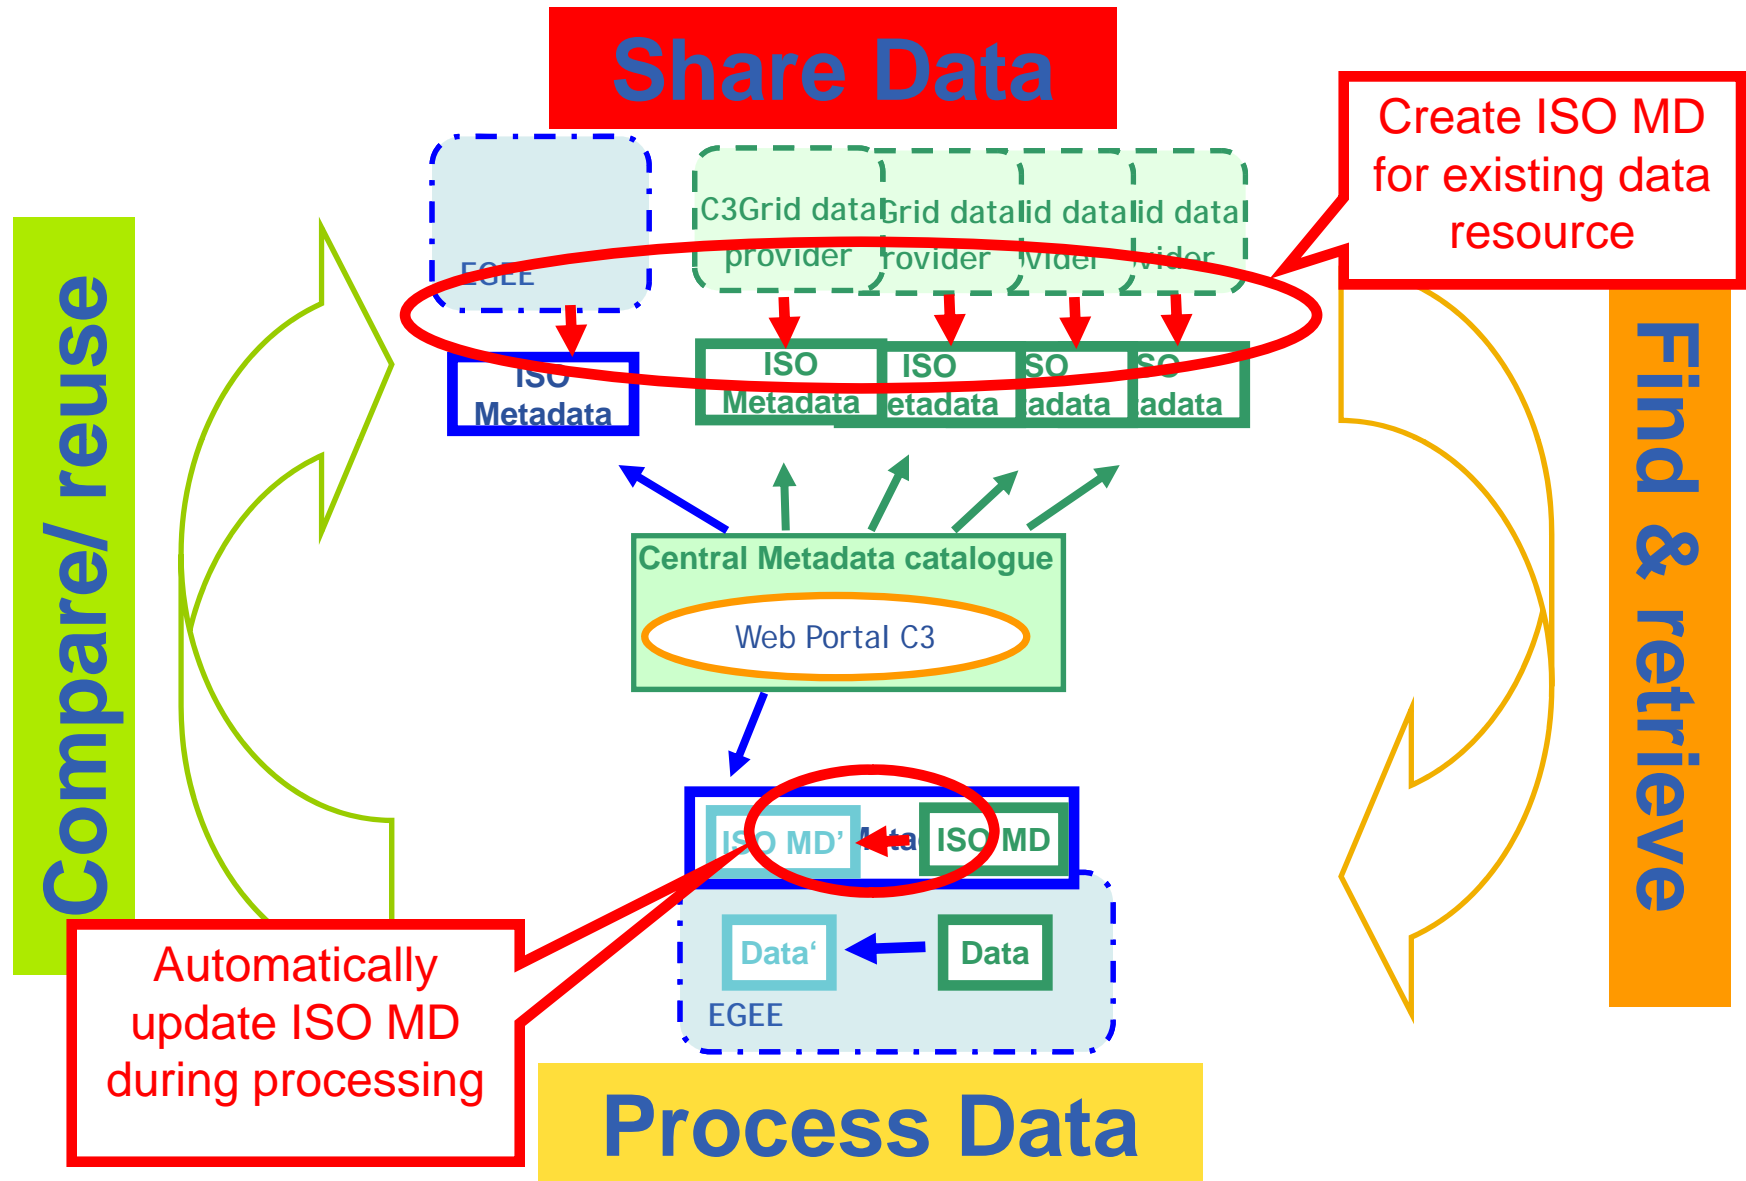 Share Data
Create ISO MD
for existing data
resource
EGEE
C3Grid data
provider
Grid data
rovider
id data
vider
id data
vider
ISO
Metadata
ISO
Metadata
ISO
etadata
SO
adata
SO
adata
Compare/ reuse
Find & retrieve
Central Metadata catalogue
Web Portal C3
ISO MD’
ISO MD
Data‘
Data
EGEE
Automatically
update ISO MD
during processing
Process Data